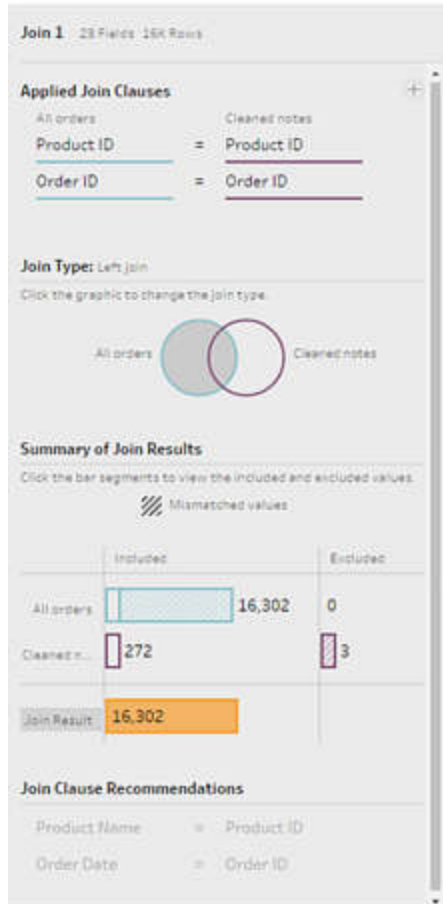 Join 1 28 Fields 16K Rows
Applied Join Clauses
All orders Cleaned notes
Product ID = Product ID
Order ID = Order ID
Join Type: Left join
Click the graphic to change the join type.
All orders Cleaned notes
Summary of Join Results
Click the bar segments to view the included and excluded values.
Mismatched values
Included Excluded
All orders 16,302 0
Cleaned n... 272 3
Join Result 16,302
Join Clause Recommendations
Product Name = Product ID
Order Date = Order ID